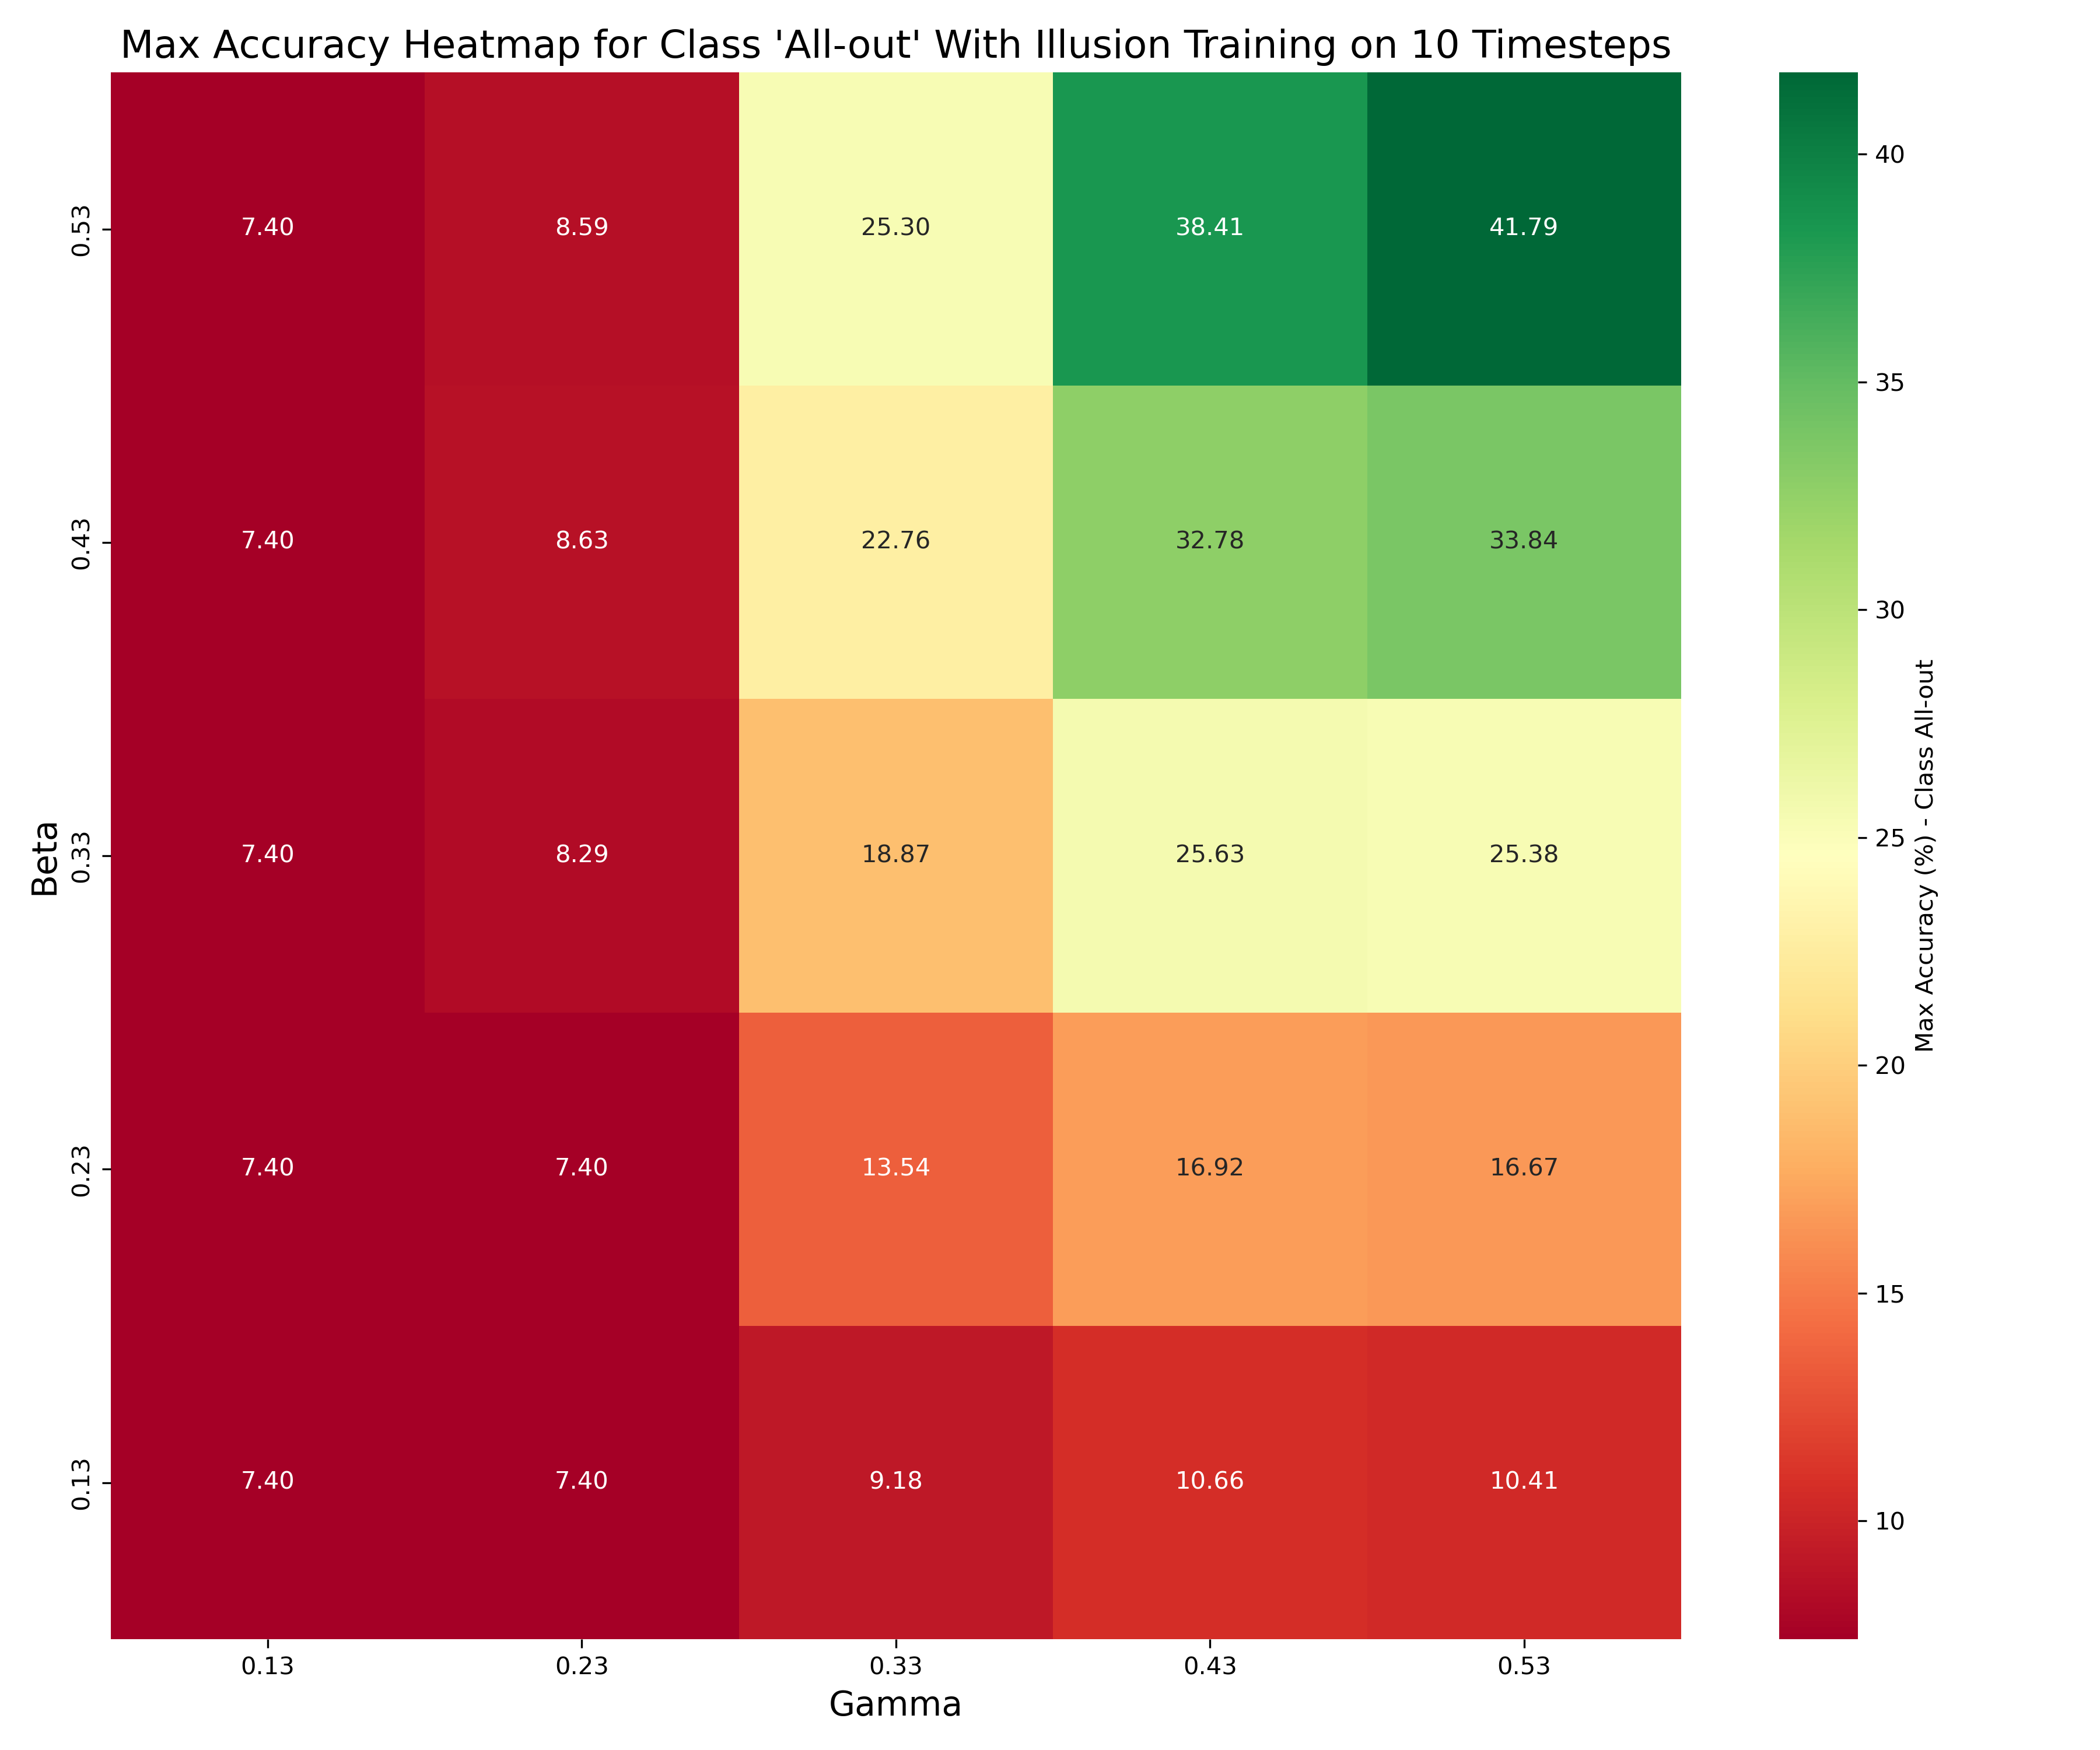 Max Accuracy Heatmap for Class 'All-out' With Illusion Training on 10 Timesteps
Beta
0.53
7.40 8.59 25.30 38.41 41.79
0.43
7.40 8.63 22.76 32.78 33.84
0.33
7.40 8.29 18.87 25.63 25.38
0.23
7.40 7.40 13.54 16.92 16.67
0.13
7.40 7.40 9.18 10.66 10.41
0.13 0.23 0.33 0.43 0.53
Gamma
40
35
30
25
20
15
10
Max Accuracy (%) - Class All-out